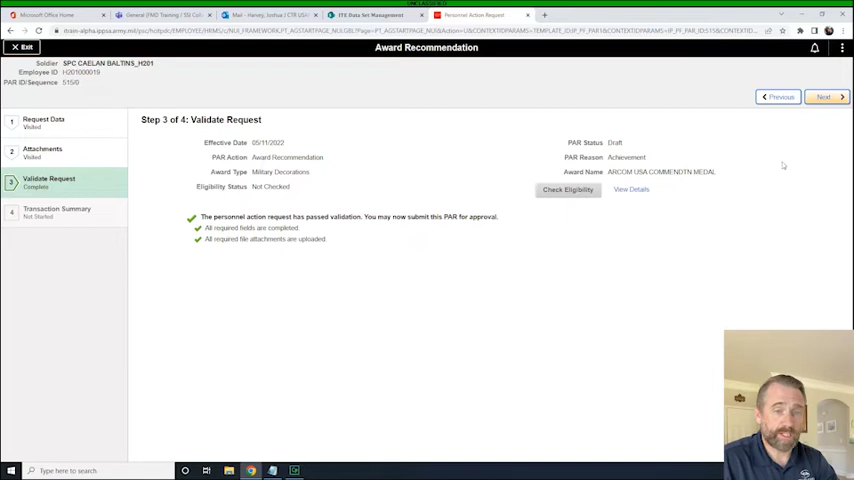 UNCLASSIFIED
Microsoft Office Home
General (FMD Training / 3S) Coll
Mail - Harvey, Joshua J CTR USA
ITE Data Set Management
Personnel Action Request
Exit
Award Recommendation
Soldier SPC CAELAN BALTINS_H201
Employee ID H201000019
PAR ID/Sequence 515/0
Previous
Next
1 Request Data
Visited
2 Attachments
Visited
3 Validate Request
Complete
4 Transaction Summary
Not Started
Step 3 of 4: Validate Request
Effective Date 05/11/2022
PAR Action Award Recommendation
Award Type Military Decorations
Eligibility Status Not Checked
PAR Status Draft
PAR Reason Achievement
Award Name ARCOM USA COMMENDTN MEDAL
Check Eligibility View Details
The personnel action request has passed validation. You may now submit this PAR for approval.
All required fields are completed.
All required file attachments are uploaded.
Type here to search